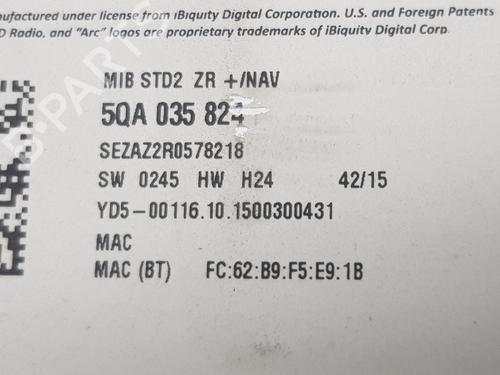 nufactured under license from iBiquity Digital Corporation. U.S. and Foreign Patents
D Radio, and "Arc" logos are proprietary trademarks of iBiquity Digital Corp.
MIB STD2 ZR +/NAV
5QA 035 824
SEZAZ2R0578218
SW 0245 HW H24 42/15
YD5-00116.10.1500300431
MAC
MAC (BT) FC:62:B9:F5:E9:1B